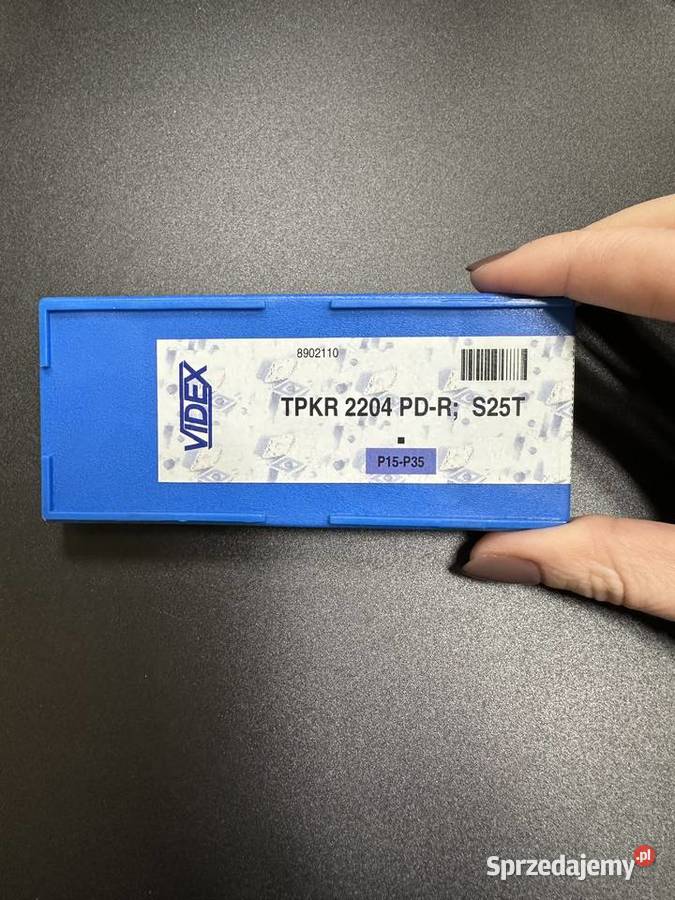 8902110
VIDEX
TPKR 2204 PD-R; S25T
P15-P35
Sprzedajemy.pl